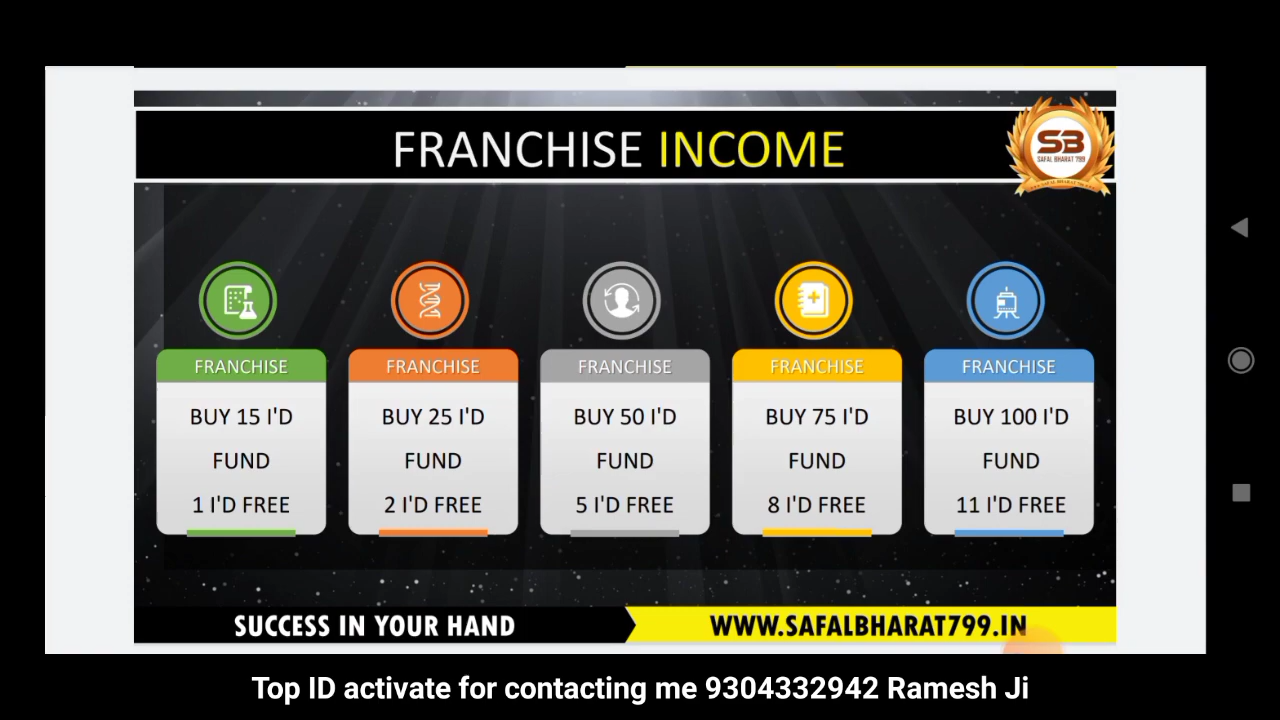 FRANCHISE INCOME
SB
SAFAL BHARAT 799
FRANCHISE
BUY 15 I'D
FUND
1 I'D FREE
FRANCHISE
BUY 25 I'D
FUND
2 I'D FREE
FRANCHISE
BUY 50 I'D
FUND
5 I'D FREE
FRANCHISE
BUY 75 I'D
FUND
8 I'D FREE
FRANCHISE
BUY 100 I'D
FUND
11 I'D FREE
SUCCESS IN YOUR HAND
WWW.SAFALBHARAT799.IN
Top ID activate for contacting me 9304332942 Ramesh Ji